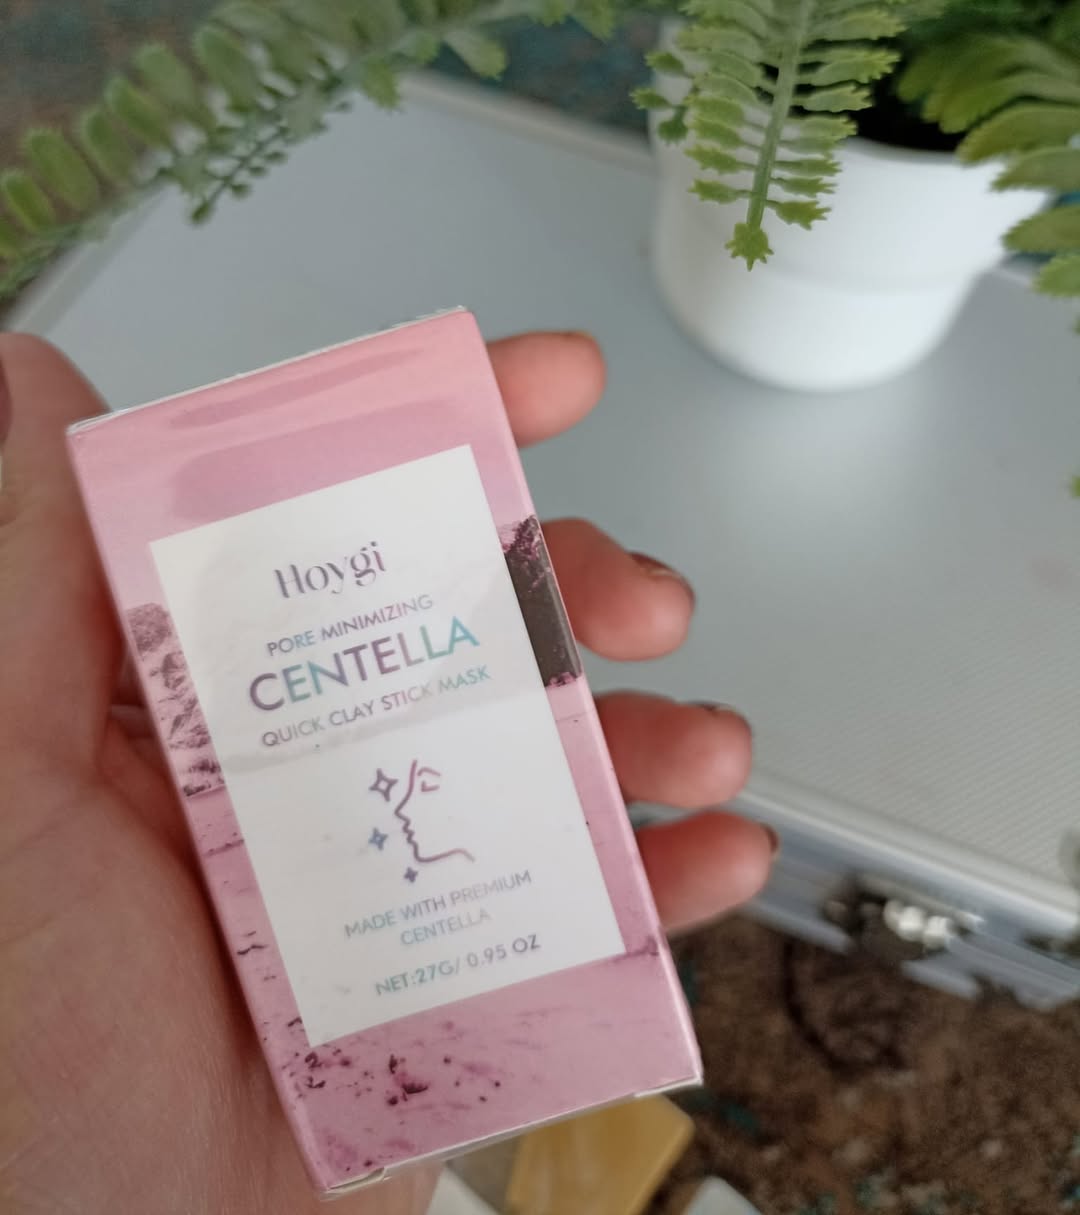 Hoygi
PORE MINIMIZING
CENTELLA
QUICK CLAY STICK MASK
MADE WITH PREMIUM
CENTELLA
NET:27G/ 0.95 OZ